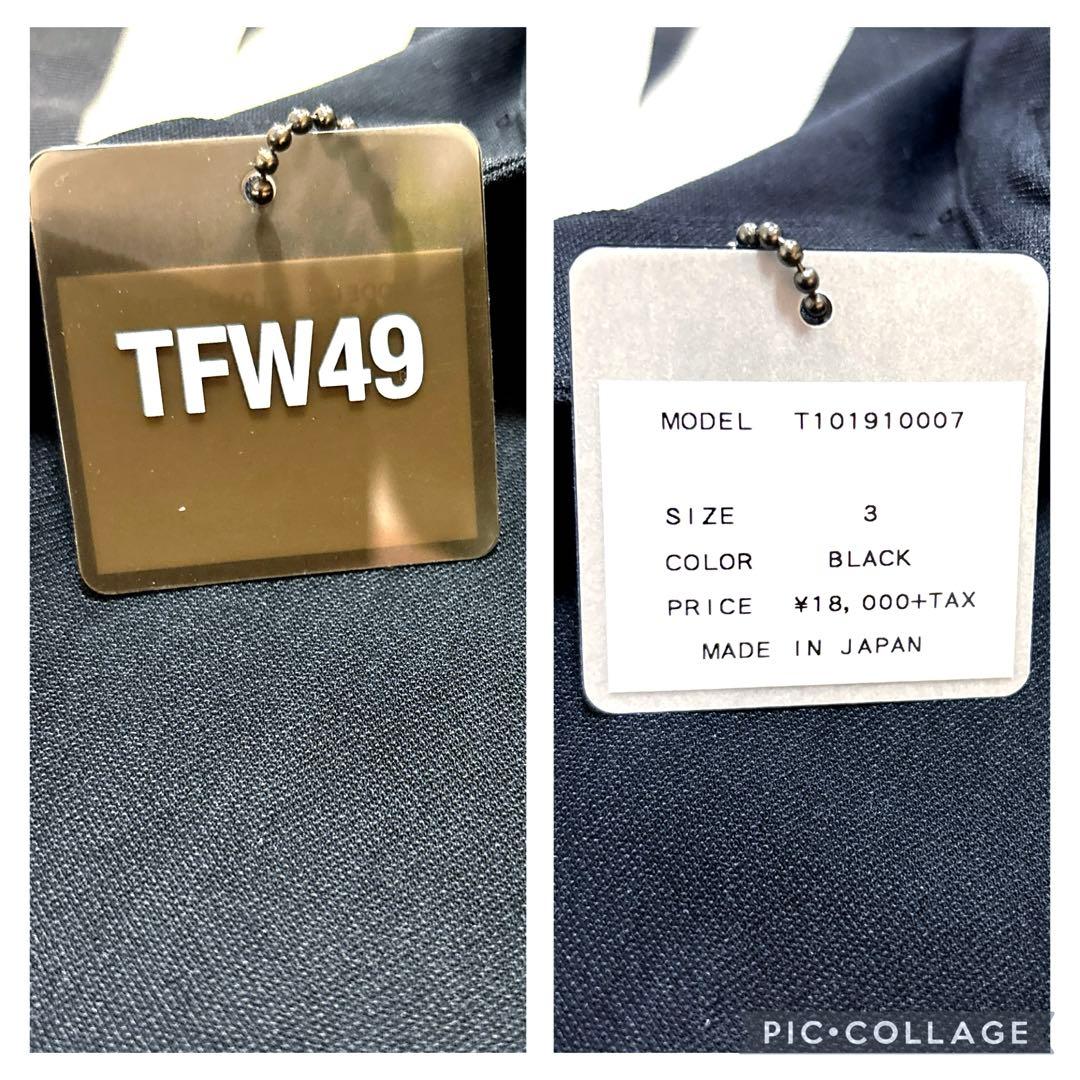 TFW49
MODEL T101910007
SIZE 3
COLOR BLACK
PRICE ¥18,000+TAX
MADE IN JAPAN
PIC•COLLAGE